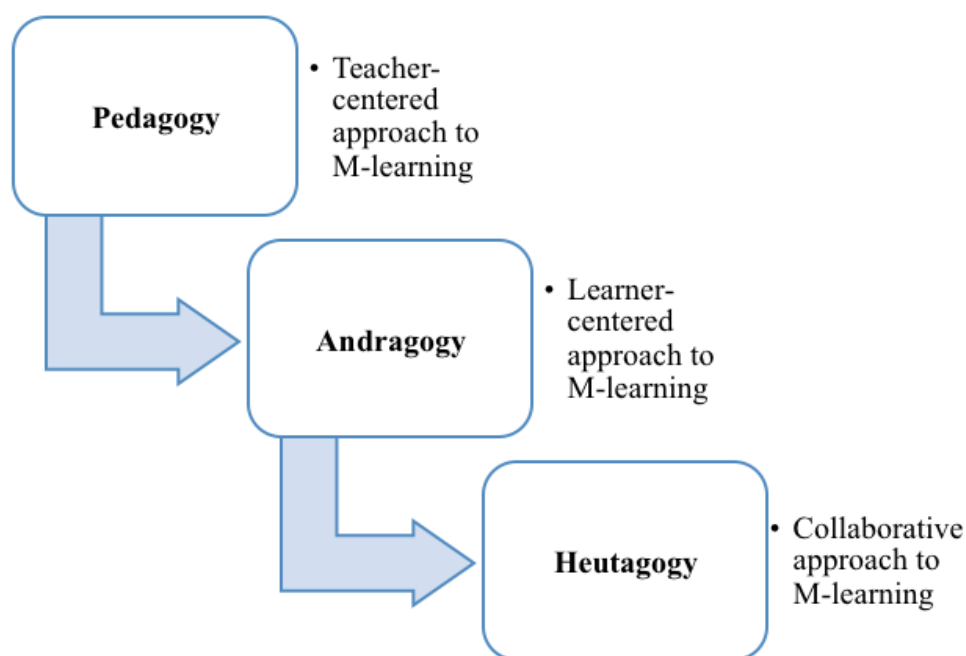 Pedagogy
• Teacher-
centered
approach to
M-learning
Andragogy
• Learner-
centered
approach to
M-learning
Heutagogy
• Collaborative
approach to
M-learning